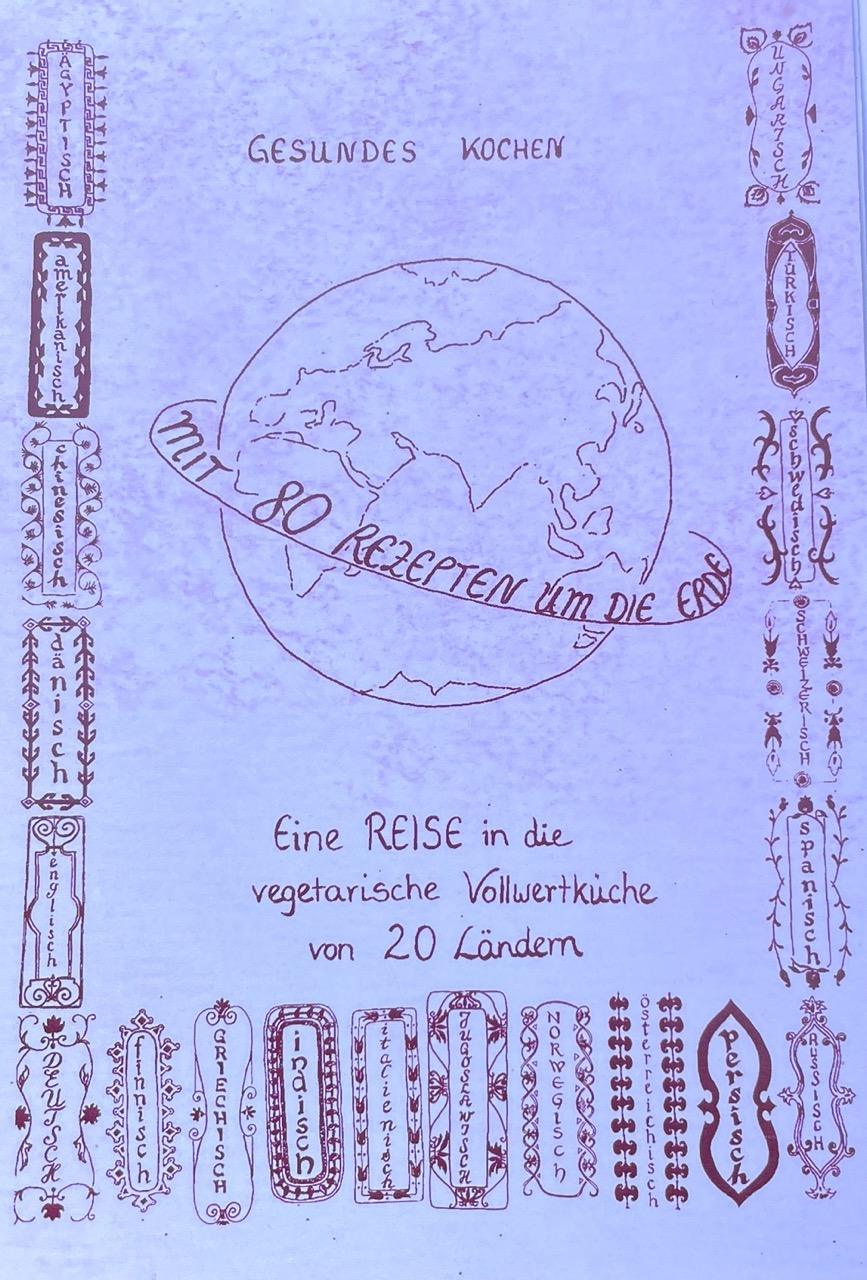 GESUNDES KOCHEN
MIT 80 REZEPTEN UM DIE ERDE
Eine REISE in die
vegetarische Vollwertküche
von 20 Ländern
ÄGYPTISCH
amerikanisch
chinesisch
dänisch
englisch
DEUTSCH
finnisch
GRIECHISCH
indisch
italienisch
JUGOSLAWISCH
NORWEGISCH
österreichisch
persisch
RUSSISCH
spanisch
SCHWEIZERISCH
schwedisch
TÜRKISCH
UNGARISCH